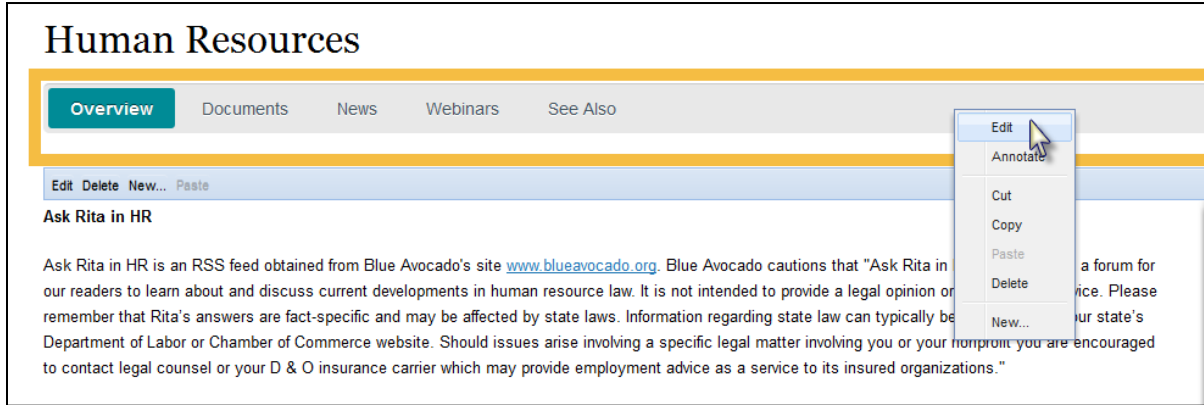 Human Resources
Overview Documents News Webinars See Also
Edit
Annotate
Cut
Copy
Paste
Delete
New...
Edit Delete New... Paste
Ask Rita in HR
Ask Rita in HR is an RSS feed obtained from Blue Avocado's site www.blueavocado.org. Blue Avocado cautions that "Ask Rita in a forum for
our readers to learn about and discuss current developments in human resource law. It is not intended to provide a legal opinion or Please
remember that Rita's answers are fact-specific and may be affected by state laws. Information regarding state law can typically be state's
Department of Labor or Chamber of Commerce website. Should issues arise involving a specific legal matter involving you or your nonprofit you are encouraged
to contact legal counsel or your D & O insurance carrier which may provide employment advice as a service to its insured organizations."